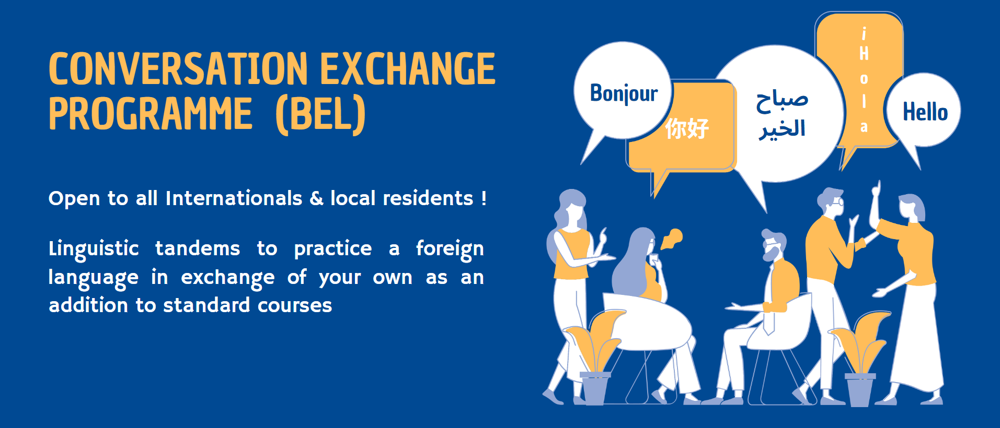 CONVERSATION EXCHANGE
PROGRAMME (BEL)
Open to all Internationals & local residents !
Linguistic tandems to practice a foreign
language in exchange of your own as an
addition to standard courses
Bonjour
你好
صباح
الخير
¡Hola
Hello